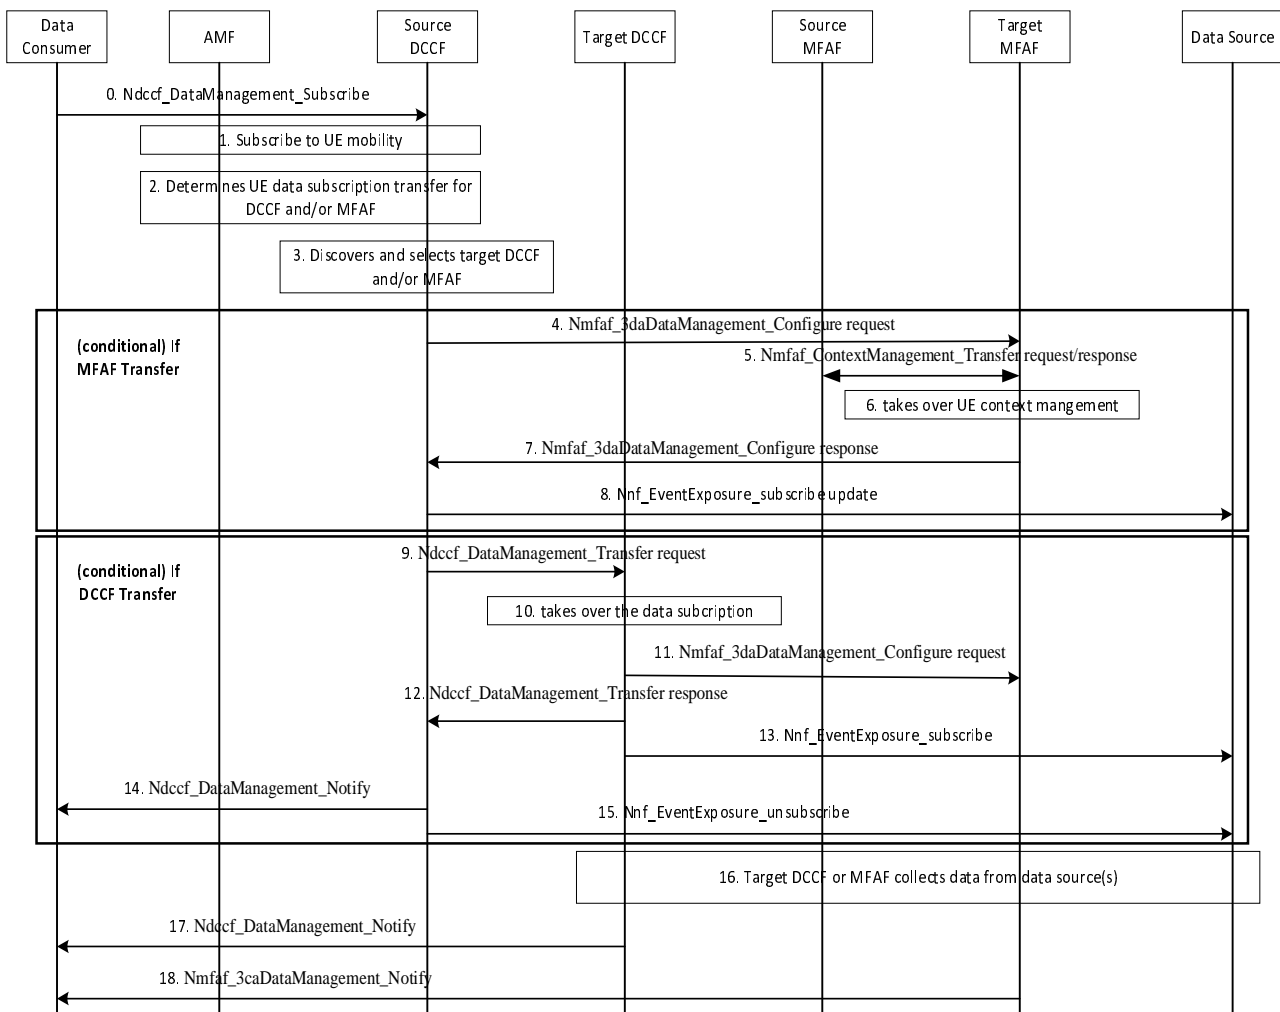 Data
Consumer
AMF
Source
DCCF
Target DCCF
Source
MFAF
Target
MFAF
Data Source
0. Ndccf_DataManagement_Subscribe
1. Subscribe to UE mobility
2. Determines UE data subscription transfer for
DCCF and/or MFAF
3. Discovers and selects target DCCF
and/or MFAF
(conditional) If
MFAF Transfer
4. Nmfaf_3daDataManagement_Configure request
5. Nmfaf_ContextManagement_Transfer request/response
6. takes over UE context mangement
7. Nmfaf_3daDataManagement_Configure response
8. Nnf_EventExposure_subscribe update
(conditional) If
DCCF Transfer
9. Ndccf_DataManagement_Transfer request
10. takes over the data subcription
11. Nmfaf_3daDataManagement_Configure request
12. Ndccf_DataManagement_Transfer response
13. Nnf_EventExposure_subscribe
14. Ndccf_DataManagement_Notify
15. Nnf_EventExposure_unsubscribe
16. Target DCCF or MFAF collects data from data source(s)
17. Ndccf_DataManagement_Notify
18. Nmfaf_3caDataManagement_Notify